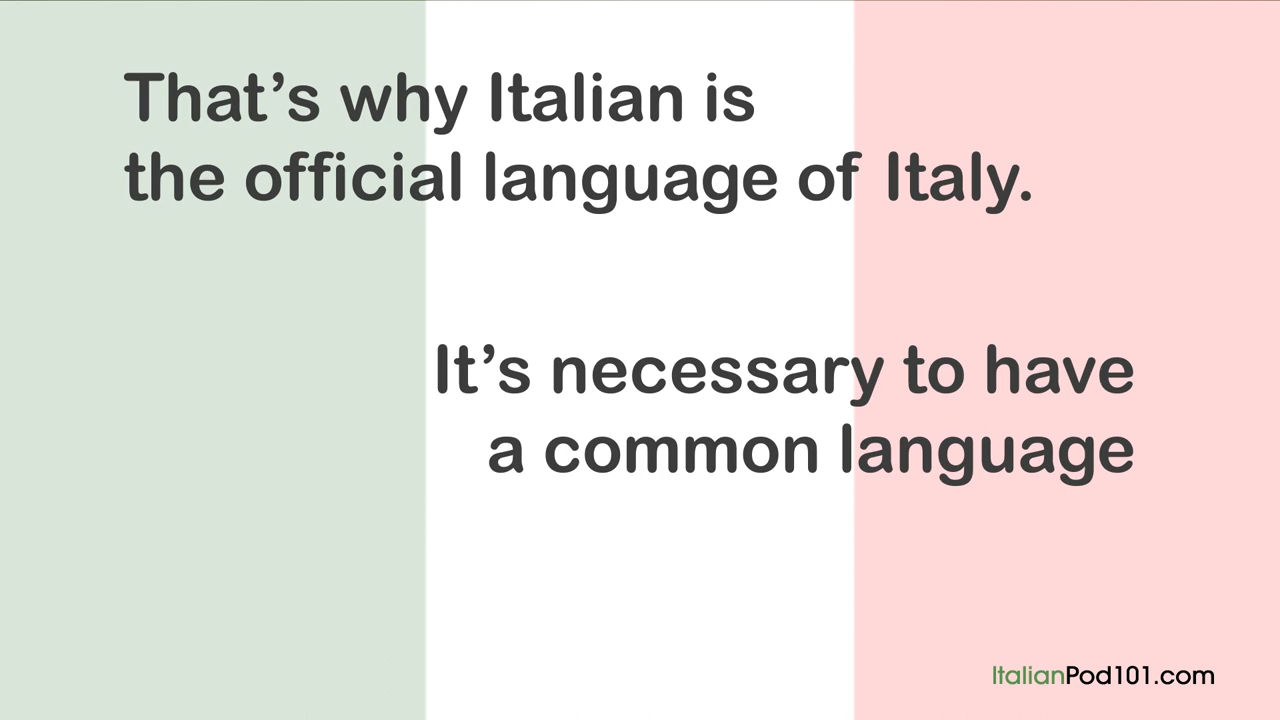 That’s why Italian is
the official language of Italy.
It’s necessary to have
a common language
ItalianPod101.com